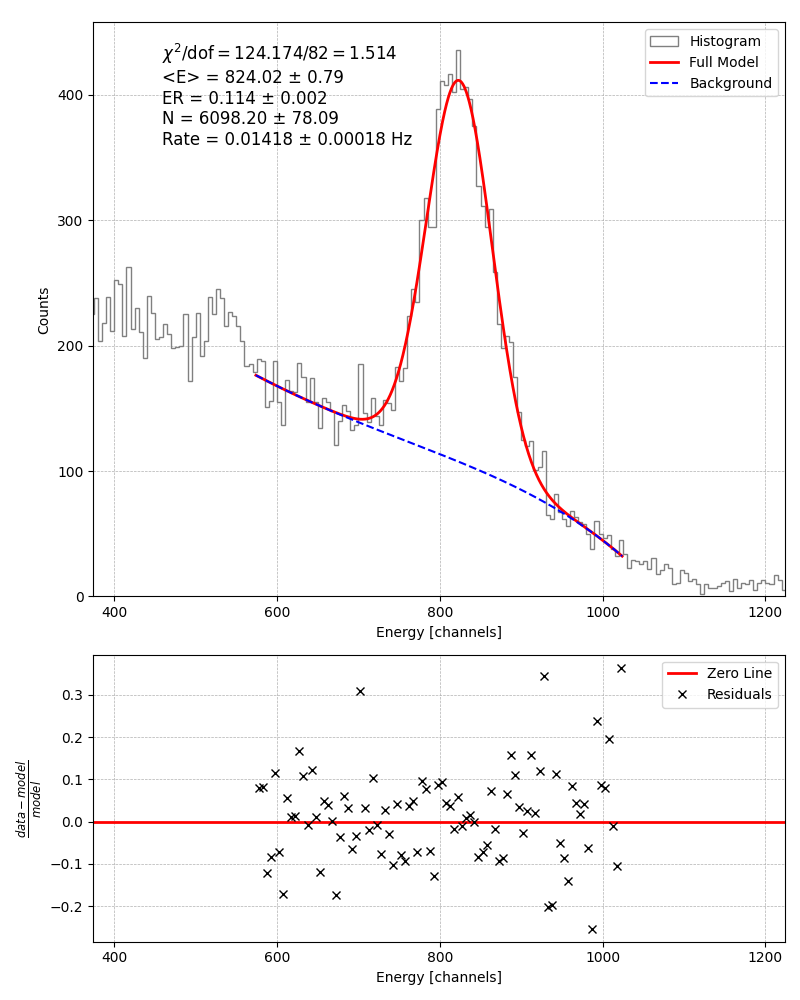 χ²/dof = 124.174/82 = 1.514
<E> = 824.02 ± 0.79
ER = 0.114 ± 0.002
N = 6098.20 ± 78.09
Rate = 0.01418 ± 0.00018 Hz
Histogram
Full Model
Background
Counts
400
300
200
100
0
400 600 800 1000 1200
Energy [channels]
Zero Line
Residuals
data − model
model
0.3
0.2
0.1
0.0
−0.1
−0.2
400 600 800 1000 1200
Energy [channels]